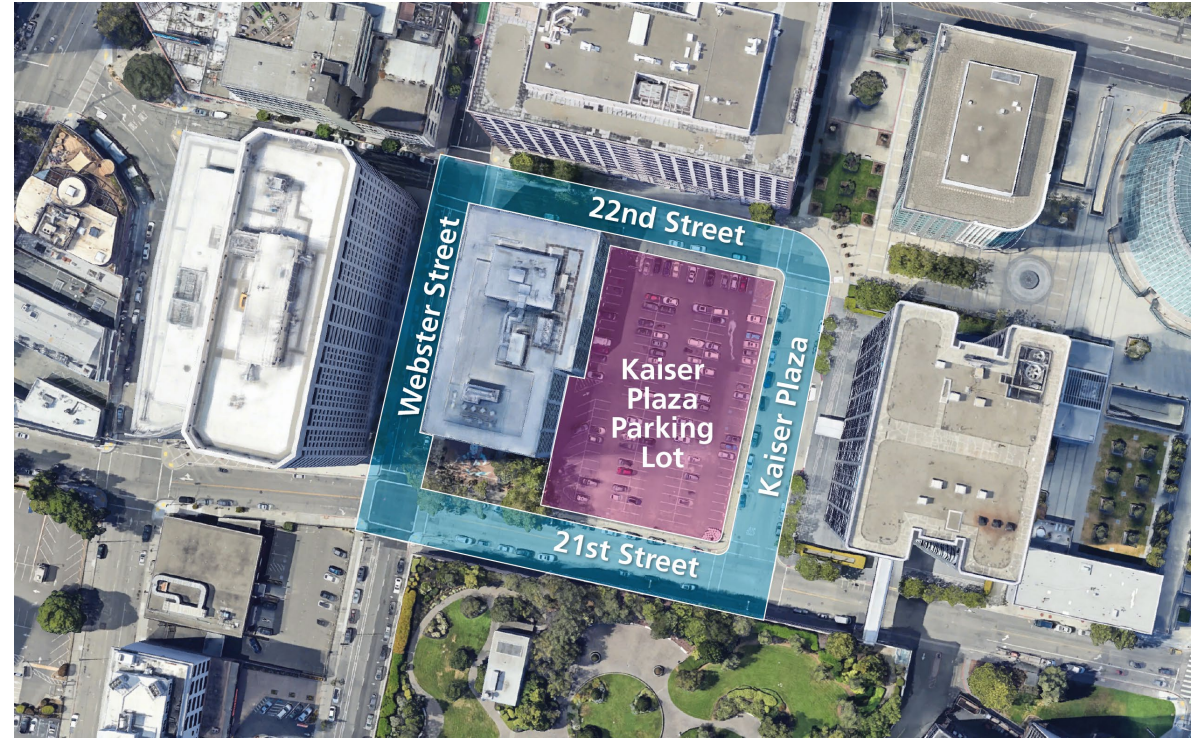 22nd Street
Webster Street
Kaiser
Plaza
Parking
Lot
Kaiser Plaza
21st Street